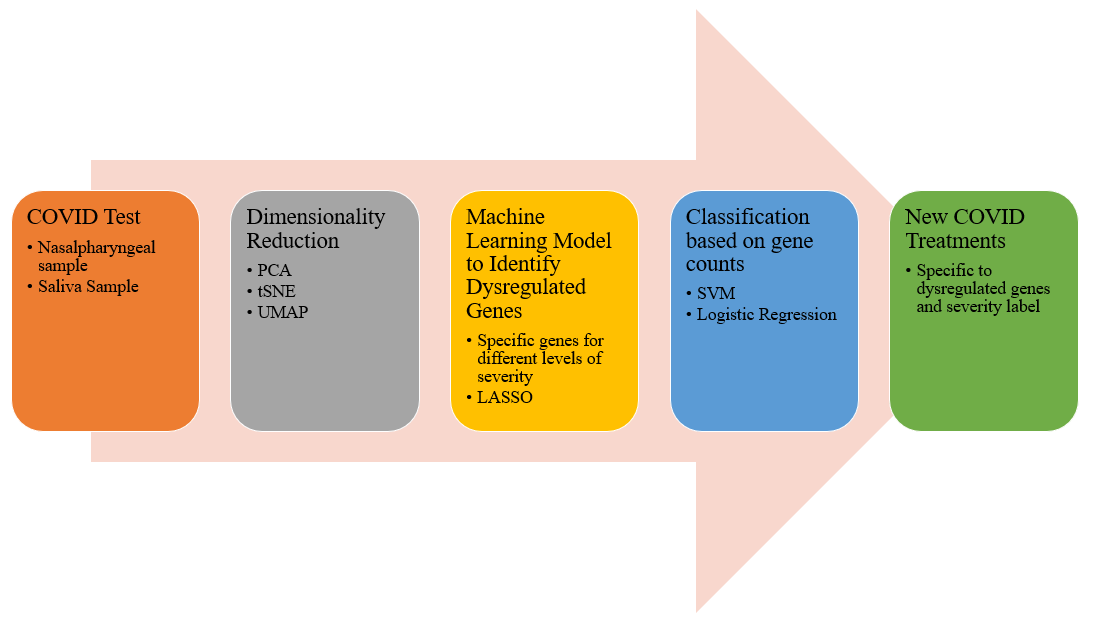 COVID Test
• Nasalpharyngeal
sample
• Saliva Sample
Dimensionality
Reduction
• PCA
• tSNE
• UMAP
Machine
Learning Model
to Identify
Dysregulated
Genes
• Specific genes for
different levels of
severity
• LASSO
Classification
based on gene
counts
• SVM
• Logistic Regression
New COVID
Treatments
• Specific to
dysregulated genes
and severity label